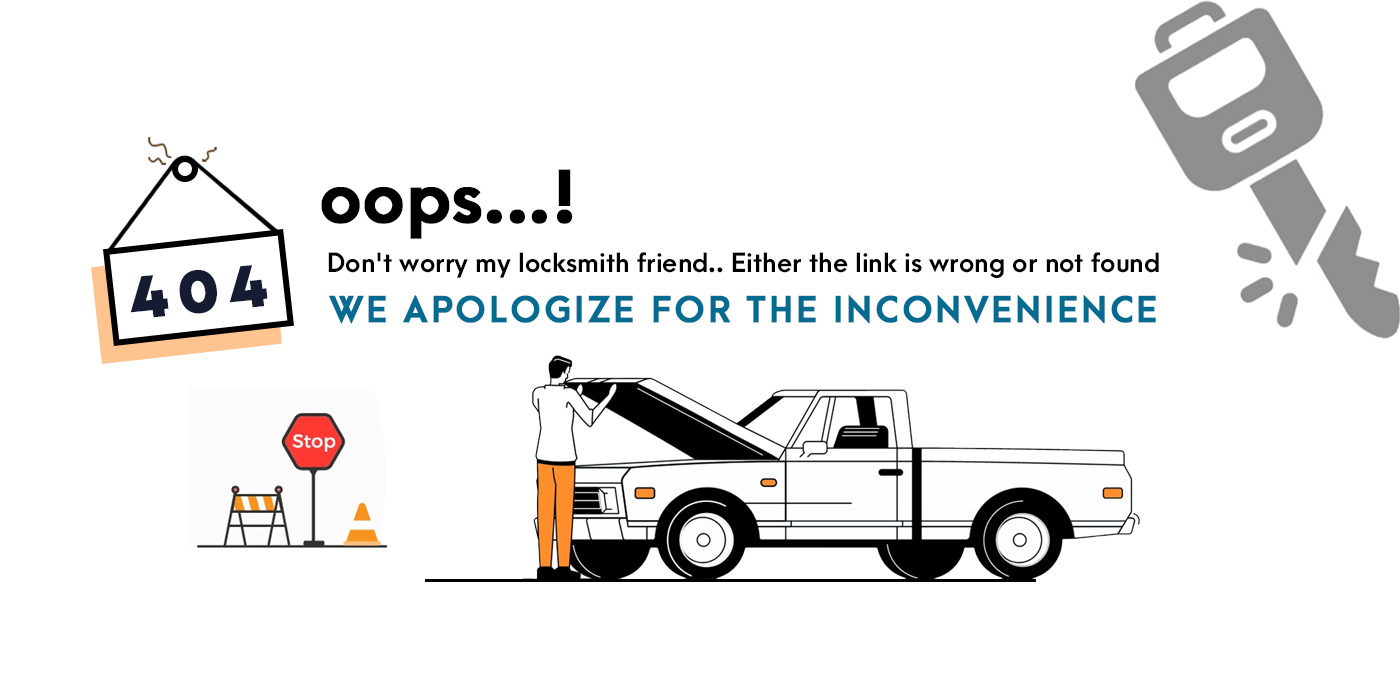 oops...!
404
Don't worry my locksmith friend.. Either the link is wrong or not found
WE APOLOGIZE FOR THE INCONVENIENCE
Stop